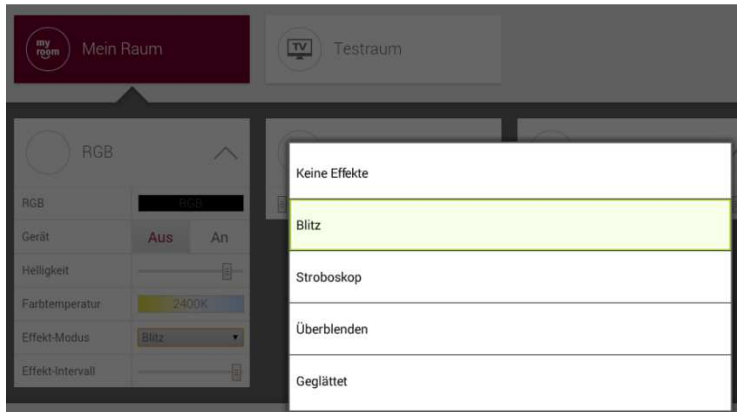 my
room
Mein Raum
TV
Testraum
RGB
RGB
RGB
Gerät
Aus
An
Helligkeit
Farbtemperatur
2400K
Effekt-Modus
Blitz
Effekt-Intervall
Keine Effekte
Blitz
Stroboskop
Überblenden
Geglättet